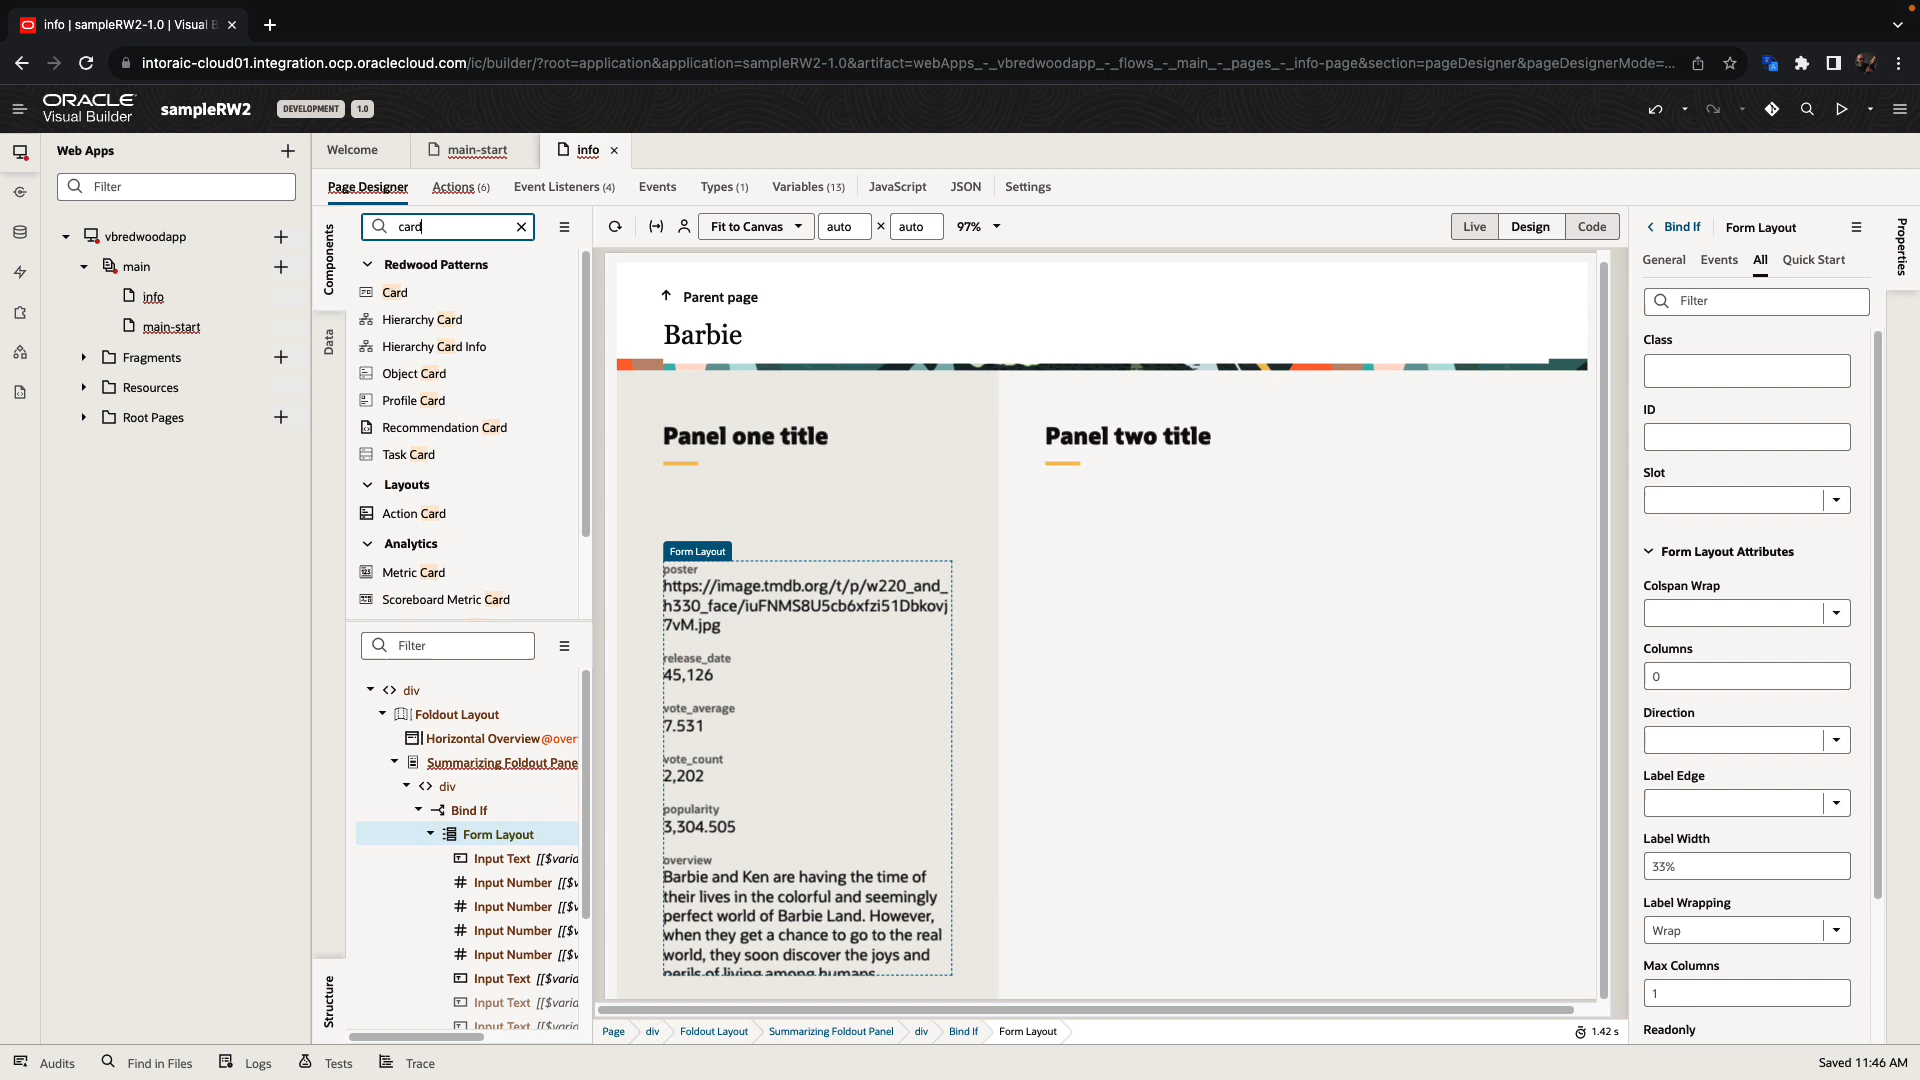 info | sampleRW2-1.0 | Visual B
intoraic-cloud01.integration.ocp.oraclecloud.com/ic/builder/?root=application&application=sampleRW2-1.0&artifact=webApps_-_vbredwoodapp_-_flows_-_main_-_pages_-_info-page&section=pageDesigner&pageDesignerMode=...
ORACLE
Visual Builder
sampleRW2
DEVELOPMENT
1.0
Web Apps
Welcome
main-start
info
Filter
Page Designer
Actions (6)
Event Listeners (4)
Events
Types (1)
Variables (13)
JavaScript
JSON
Settings
vbredwoodapp
main
info
main-start
Fragments
Resources
Root Pages
Components
Data
Structure
card
Redwood Patterns
Card
Hierarchy Card
Hierarchy Card Info
Object Card
Profile Card
Recommendation Card
Task Card
Layouts
Action Card
Analytics
Metric Card
Scoreboard Metric Card
Filter
div
Foldout Layout
Horizontal Overview @over
Summarizing Foldout Pane
div
Bind If
Form Layout
Input Text [[$varia
Input Number [[$v
Input Number [[$v
Input Number [[$v
Input Number [[$v
Input Text [[$varia
Input Text [[$varia
Input Text [[$varia
Fit to Canvas
auto
×
auto
97%
Live
Design
Code
Parent page
Barbie
Panel one title
Panel two title
Form Layout
poster
https://image.tmdb.org/t/p/w220_and_
h330_face/iuFNMS8U5cb6xfzi51Dbkovj
7vM.jpg
release_date
45,126
vote_average
7.531
vote_count
2,202
popularity
3,304.505
overview
Barbie and Ken are having the time of
their lives in the colorful and seemingly
perfect world of Barbie Land. However,
when they get a chance to go to the real
world, they soon discover the joys and
perils of living among humans
Page
div
Foldout Layout
Summarizing Foldout Panel
div
Bind If
Form Layout
1.42 s
Bind If
Form Layout
Properties
General
Events
All
Quick Start
Filter
Class
ID
Slot
Form Layout Attributes
Colspan Wrap
Columns
0
Direction
Label Edge
Label Width
33%
Label Wrapping
Wrap
Max Columns
1
Readonly
Audits
Find in Files
Logs
Tests
Trace
Saved 11:46 AM